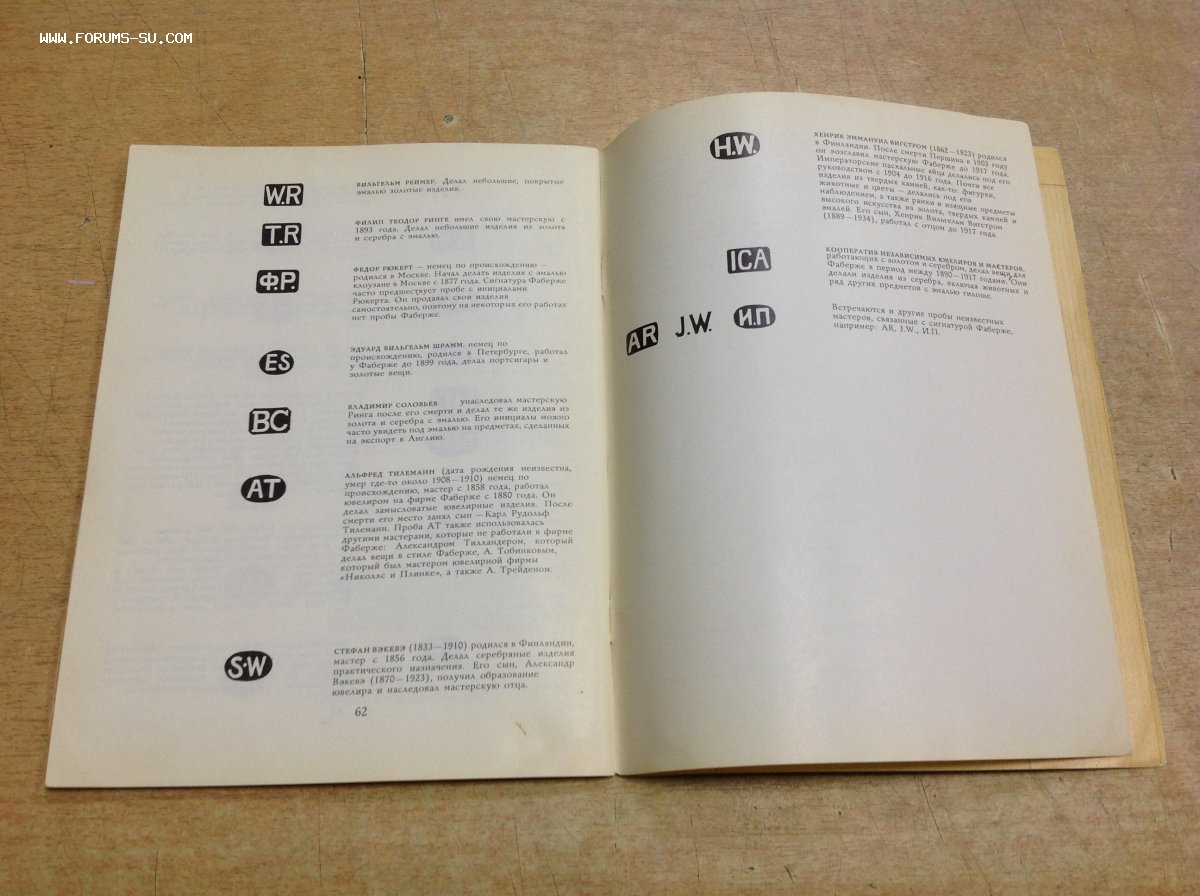 WWW.FORUMS-SU.COM
W.R
ВИЛЬГЕЛЬМ РЕЙМЕР. Делал небольшие, покрытые
эмалью золотые изделия.
T.R
ФИЛИП ТЕОДОР РИНГЕ имел свою мастерскую с
1893 года. Делал небольшие изделия из золота
и серебра с эмалью.
Ф.Р.
ФЕДОР РЮКЕРТ — немец по происхождению —
родился в Москве. Начал делать изделия с эмалью
клоузане в Москве с 1877 года. Сигнатура Фаберже
часто предшествует пробе с инициалами
Рюкерта. Он продавал свои изделия
самостоятельно, поэтому на некоторых его работах
нет пробы Фаберже.
ES
ЭДУАРД ВИЛЬГЕЛЬМ ШРАММ, немец по
происхождению, родился в Петербурге, работал
у Фаберже до 1899 года, делал портсигары и
золотые вещи.
ВС
ВЛАДИМИР СОЛОВЬЕВ унаследовал мастерскую
Ринга после его смерти и делал те же изделия из
золота и серебра с эмалью. Его инициалы можно
часто увидеть под эмалью на предметах, сделанных
на экспорт в Англию.
AT
АЛЬФРЕД ТИЛЕМАНН (дата рождения неизвестна,
умер где-то около 1908—1910) немец по
происхождению, мастер с 1858 года, работал
ювелиром на фирме Фаберже с 1880 года. Он
делал замысловатые ювелирные изделия. После
смерти его место занял сын — Карл Рудольф
Тилеманн. Проба АТ также использовалась
другими мастерами, которые не работали в фирме
Фаберже: Александром Тилландером, который
делал вещи в стиле Фаберже, А. Тобинковым,
который был мастером ювелирной фирмы
«Николлс и Плинке», а также А. Трейденом.
S·W
СТЕФАН ВЭКЕВЭ (1833—1910) родился в Финляндии,
мастер с 1856 года. Делал серебряные изделия
практического назначения. Его сын, Александр
Вэкевэ (1870—1923), получил образование
ювелира и наследовал мастерскую отца.
62
H.W.
ХЕНРИК ЭММАНУИЛ ВИГСТРОМ (1862—1923) родился
в Финляндии. После смерти Першина в 1903 году
он возглавил мастерскую Фаберже до 1917 года.
Императорские пасхальные яйца делались под его
руководством с 1904 до 1916 года. Почти все
изделия из твердых камней, как-то: фигурки,
животные и цветы — делались под его
наблюдением, а также рамки и изящные предметы
высокого искусства из золота, твердых камней и
эмалей. Его сын, Хенрик Вильгельм Вигстром
(1889—1934), работал с отцом до 1917 года.
ICA
КООПЕРАТИВ НЕЗАВИСИМЫХ ЮВЕЛИРОВ И МАСТЕРОВ,
работающих с золотом и серебром, делал вещи для
Фаберже в период между 1890—1917 годами. Они
делали изделия из серебра, включая животных и
ряд других предметов с эмалью гилоше.
AR J.W. И.П
Встречаются и другие пробы неизвестных
мастеров, связанные с сигнатурой Фаберже,
например: AR, J.W., И.П.